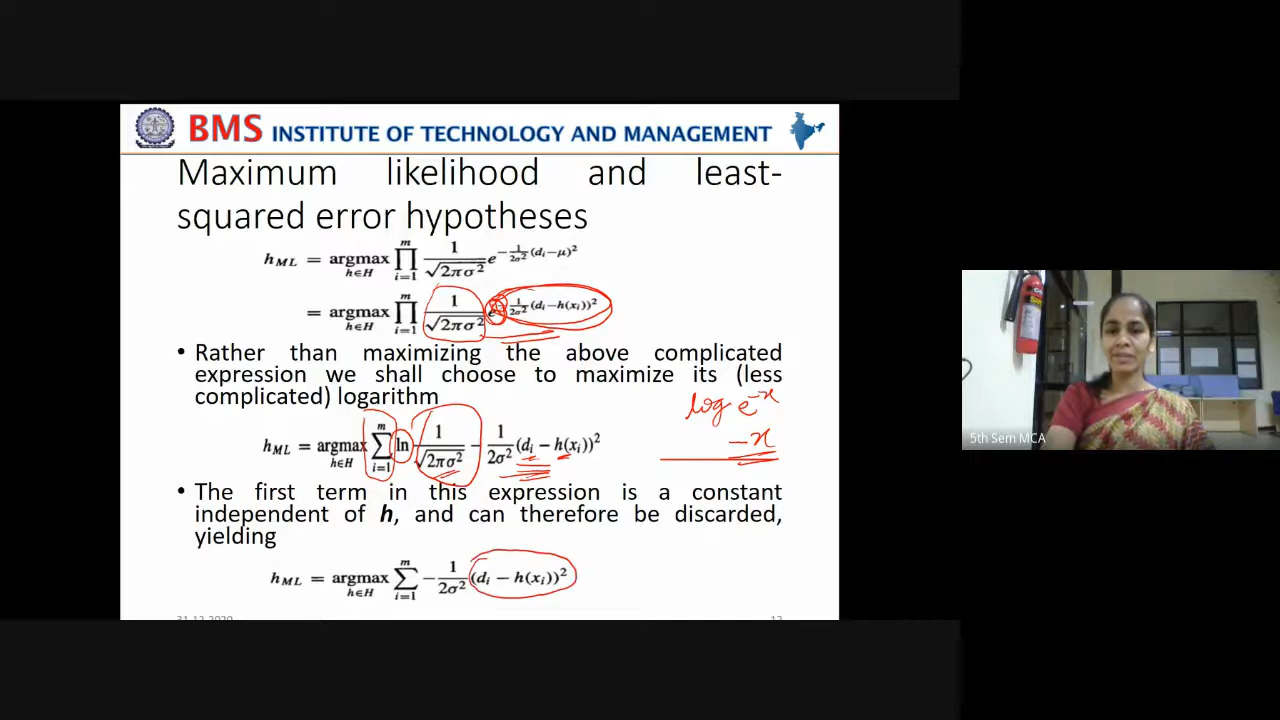 BMS INSTITUTE OF TECHNOLOGY AND MANAGEMENT
Maximum likelihood and least-
squared error hypotheses
h_ML = argmax_{h∈H} ∏_{i=1}^{m} 1/√(2πσ²) e^{−1/(2σ²) (d_i−μ)²}
= argmax_{h∈H} ∏_{i=1}^{m} 1/√(2πσ²) e^{1/(2σ²) (d_i−h(x_i))²}
• Rather than maximizing the above complicated
expression we shall choose to maximize its (less
complicated) logarithm
log e^{-x}
-x
h_ML = argmax_{h∈H} ∑_{i=1}^{m} ln 1/√(2πσ²) − 1/(2σ²) (d_i − h(x_i))²
• The first term in this expression is a constant
independent of h, and can therefore be discarded,
yielding
h_ML = argmax_{h∈H} ∑_{i=1}^{m} − 1/(2σ²) (d_i − h(x_i))²
31.12.2020 12
5th Sem MCA